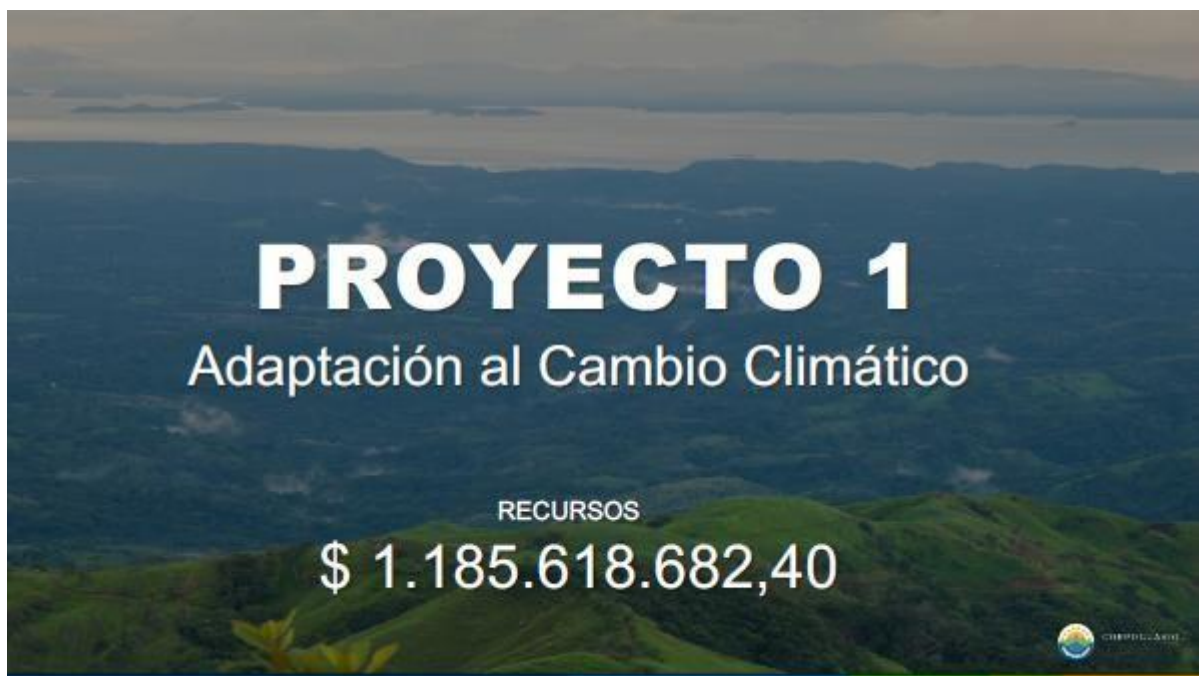 PROYECTO 1
Adaptación al Cambio Climático
RECURSOS
$ 1.185.618.682,40